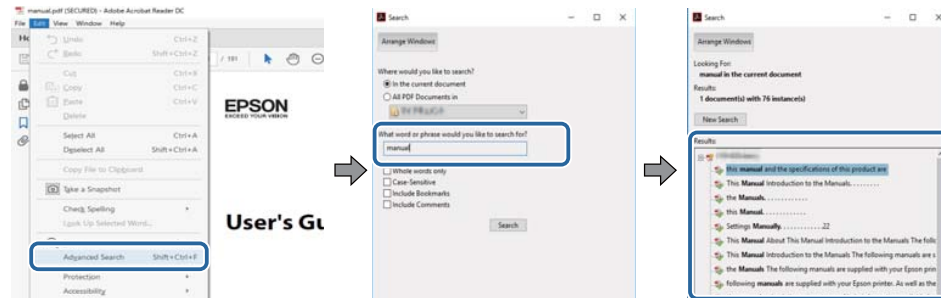 manual.pdf (SECURED) - Adobe Acrobat Reader DC
File Edit View Window Help
Undo Ctrl+Z
Redo Shift+Ctrl+Z
Cut Ctrl+X
Copy Ctrl+C
Paste Ctrl+V
Delete
Select All Ctrl+A
Deselect All Shift+Ctrl+A
Copy File to Clipboard
Take a Snapshot
Check Spelling
Look Up Selected Word...
Advanced Search Shift+Ctrl+F
Protection
Accessibility
/ 191
EPSON
EXCEED YOUR VISION
User's Gu
Search
Arrange Windows
Where would you like to search?
In the current document
All PDF Documents in
What word or phrase would you like to search for?
manual
Whole words only
Case-Sensitive
Include Bookmarks
Include Comments
Search
Search
Arrange Windows
Looking For:
manual in the current document
Results:
1 document(s) with 76 instance(s)
New Search
Results:
this manual and the specifications of this product are
This Manual Introduction to the Manuals. . . . . . . . .
the Manuals. . . . . . . . . . . . .
this Manual. . . . . . . . . . . . .
Settings Manually. . . . . . . . . . . . .22
This Manual About This Manual Introduction to the Manuals The follo
This Manual Introduction to the Manuals The following manuals are s
the Manuals The following manuals are supplied with your Epson prin
following manuals are supplied with your Epson printer. As well as the